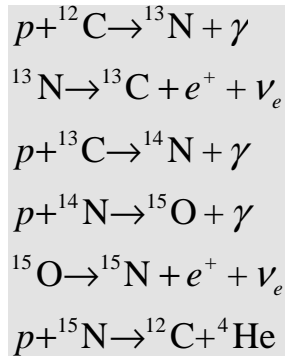 p+¹²C→¹³N + γ
¹³N→¹³C + e⁺ + νₑ
p+¹³C→¹⁴N + γ
p+¹⁴N→¹⁵O + γ
¹⁵O→¹⁵N + e⁺ + νₑ
p+¹⁵N→¹²C+⁴He